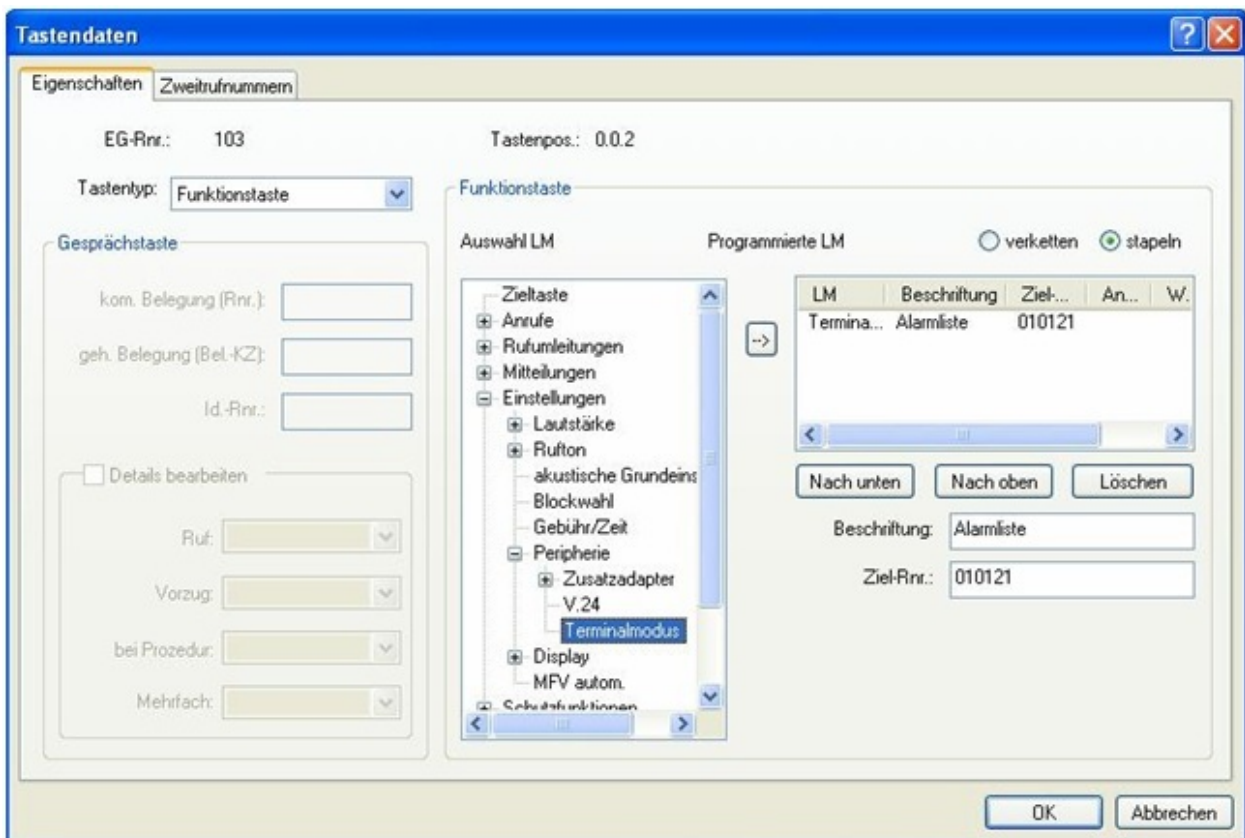 Tastendaten
Eigenschaften Zweitrufnummern
EG-Rnr.: 103
Tastenpos.: 0.0.2
Tastentyp: Funktionstaste
Gesprächstaste
kom. Belegung (Rnr.):
geh. Belegung (Bel.-KZ):
Id.-Rnr.:
Details bearbeiten
Ruf:
Vorzug:
bei Prozedur:
Mehrfach:
Funktionstaste
Auswahl LM
Programmierte LM
verketten stapeln
Zieltaste
Anrufe
Rufumleitungen
Mitteilungen
Einstellungen
Lautstärke
Rufton
akustische Grundeins
Blockwahl
Gebühr/Zeit
Peripherie
Zusatzadapter
V.24
Terminalmodus
Display
MFV autom.
Schutzfunktionen
-->
LM Beschriftung Ziel-... An... W.
Termina... Alarmliste 010121
Nach unten Nach oben Löschen
Beschriftung: Alarmliste
Ziel-Rnr.: 010121
OK Abbrechen